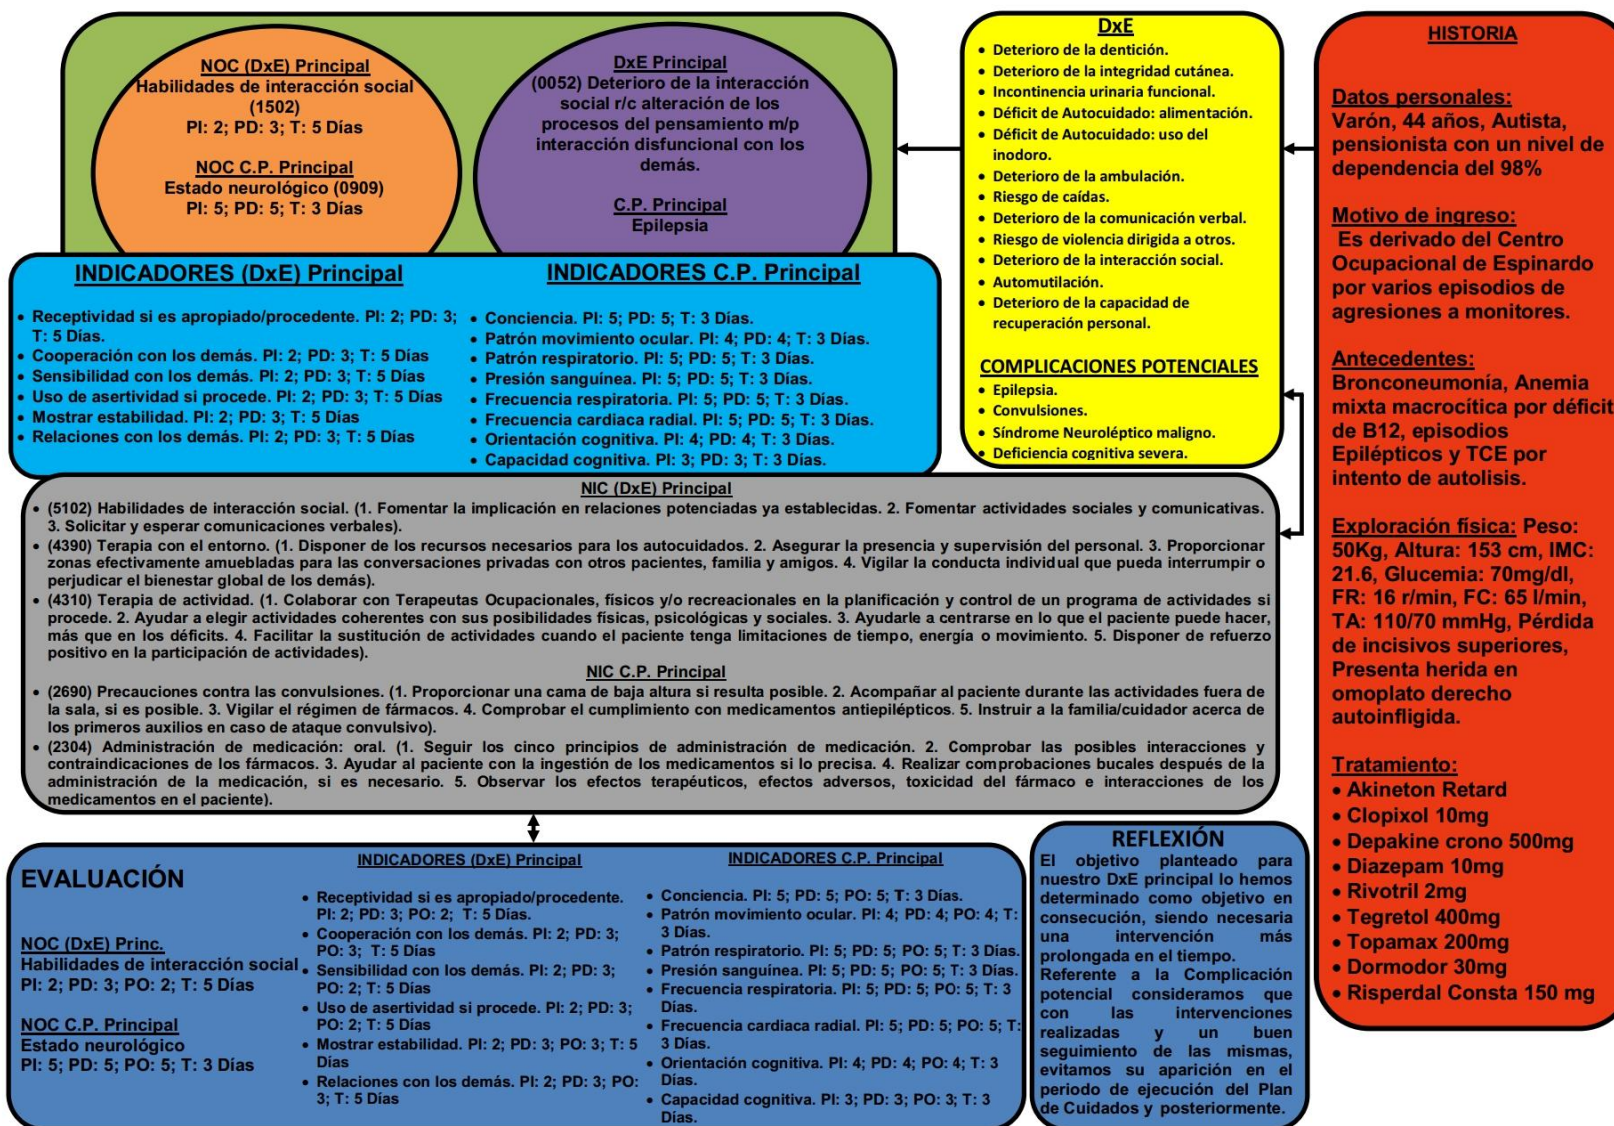 NOC (DxE) Principal
Habilidades de interacción social
(1502)
PI: 2; PD: 3; T: 5 Días
NOC C.P. Principal
Estado neurológico (0909)
PI: 5; PD: 5; T: 3 Días
DxE Principal
(0052) Deterioro de la interacción
social r/c alteración de los
procesos del pensamiento m/p
interacción disfuncional con los
demás.
C.P. Principal
Epilepsia
INDICADORES (DxE) Principal
• Receptividad si es apropiado/procedente. PI: 2; PD: 3;
T: 5 Días.
• Cooperación con los demás. PI: 2; PD: 3; T: 5 Días
• Sensibilidad con los demás. PI: 2; PD: 3; T: 5 Días
• Uso de asertividad si procede. PI: 2; PD: 3; T: 5 Días
• Mostrar estabilidad. PI: 2; PD: 3; T: 5 Días
• Relaciones con los demás. PI: 2; PD: 3; T: 5 Días
INDICADORES C.P. Principal
• Conciencia. PI: 5; PD: 5; T: 3 Días.
• Patrón movimiento ocular. PI: 4; PD: 4; T: 3 Días.
• Patrón respiratorio. PI: 5; PD: 5; T: 3 Días.
• Presión sanguínea. PI: 5; PD: 5; T: 3 Días.
• Frecuencia respiratoria. PI: 5; PD: 5; T: 3 Días.
• Frecuencia cardiaca radial. PI: 5; PD: 5; T: 3 Días.
• Orientación cognitiva. PI: 4; PD: 4; T: 3 Días.
• Capacidad cognitiva. PI: 3; PD: 3; T: 3 Días.
DxE
• Deterioro de la dentición.
• Deterioro de la integridad cutánea.
• Incontinencia urinaria funcional.
• Déficit de Autocuidado: alimentación.
• Déficit de Autocuidado: uso del
inodoro.
• Deterioro de la ambulación.
• Riesgo de caídas.
• Deterioro de la comunicación verbal.
• Riesgo de violencia dirigida a otros.
• Deterioro de la interacción social.
• Automutilación.
• Deterioro de la capacidad de
recuperación personal.
COMPLICACIONES POTENCIALES
• Epilepsia.
• Convulsiones.
• Síndrome Neuroléptico maligno.
• Deficiencia cognitiva severa.
HISTORIA
Datos personales:
Varón, 44 años, Autista,
pensionista con un nivel de
dependencia del 98%
Motivo de ingreso:
Es derivado del Centro
Ocupacional de Espinardo
por varios episodios de
agresiones a monitores.
Antecedentes:
Bronconeumonía, Anemia
mixta macrocítica por déficit
de B12, episodios
Epilépticos y TCE por
intento de autolisis.
Exploración física: Peso:
50Kg, Altura: 153 cm, IMC:
21.6, Glucemia: 70mg/dl,
FR: 16 r/min, FC: 65 l/min,
TA: 110/70 mmHg, Pérdida
de incisivos superiores,
Presenta herida en
omoplato derecho
autoinfligida.
Tratamiento:
• Akineton Retard
• Clopixol 10mg
• Depakine crono 500mg
• Diazepam 10mg
• Rivotril 2mg
• Tegretol 400mg
• Topamax 200mg
• Dormodor 30mg
• Risperdal Consta 150 mg
NIC (DxE) Principal
• (5102) Habilidades de interacción social. (1. Fomentar la implicación en relaciones potenciadas ya establecidas. 2. Fomentar actividades sociales y comunicativas.
3. Solicitar y esperar comunicaciones verbales).
• (4390) Terapia con el entorno. (1. Disponer de los recursos necesarios para los autocuidados. 2. Asegurar la presencia y supervisión del personal. 3. Proporcionar
zonas efectivamente amuebladas para las conversaciones privadas con otros pacientes, familia y amigos. 4. Vigilar la conducta individual que pueda interrumpir o
perjudicar el bienestar global de los demás).
• (4310) Terapia de actividad. (1. Colaborar con Terapeutas Ocupacionales, físicos y/o recreacionales en la planificación y control de un programa de actividades si
procede. 2. Ayudar a elegir actividades coherentes con sus posibilidades físicas, psicológicas y sociales. 3. Ayudarle a centrarse en lo que el paciente puede hacer,
más que en los déficits. 4. Facilitar la sustitución de actividades cuando el paciente tenga limitaciones de tiempo, energía o movimiento. 5. Disponer de refuerzo
positivo en la participación de actividades).
NIC C.P. Principal
• (2690) Precauciones contra las convulsiones. (1. Proporcionar una cama de baja altura si resulta posible. 2. Acompañar al paciente durante las actividades fuera de
la sala, si es posible. 3. Vigilar el régimen de fármacos. 4. Comprobar el cumplimiento con medicamentos antiepilépticos. 5. Instruir a la familia/cuidador acerca de
los primeros auxilios en caso de ataque convulsivo).
• (2304) Administración de medicación: oral. (1. Seguir los cinco principios de administración de medicación. 2. Comprobar las posibles interacciones y
contraindicaciones de los fármacos. 3. Ayudar al paciente con la ingestión de los medicamentos si lo precisa. 4. Realizar comprobaciones bucales después de la
administración de la medicación, si es necesario. 5. Observar los efectos terapéuticos, efectos adversos, toxicidad del fármaco e interacciones de los
medicamentos en el paciente).
EVALUACIÓN
NOC (DxE) Princ.
Habilidades de interacción social
PI: 2; PD: 3; PO: 2; T: 5 Días
NOC C.P. Principal
Estado neurológico
PI: 5; PD: 5; PO: 5; T: 3 Días
INDICADORES (DxE) Principal
• Receptividad si es apropiado/procedente.
PI: 2; PD: 3; PO: 2; T: 5 Días.
• Cooperación con los demás. PI: 2; PD: 3;
PO: 3; T: 5 Días
• Sensibilidad con los demás. PI: 2; PD: 3;
PO: 2; T: 5 Días
• Uso de asertividad si procede. PI: 2; PD: 3;
PO: 2; T: 5 Días
• Mostrar estabilidad. PI: 2; PD: 3; PO: 3; T: 5
Días
• Relaciones con los demás. PI: 2; PD: 3; PO:
3; T: 5 Días
INDICADORES C.P. Principal
• Conciencia. PI: 5; PD: 5; PO: 5; T: 3 Días.
• Patrón movimiento ocular. PI: 4; PD: 4; PO: 4; T:
3 Días.
• Patrón respiratorio. PI: 5; PD: 5; PO: 5; T: 3 Días.
• Presión sanguínea. PI: 5; PD: 5; PO: 5; T: 3 Días.
• Frecuencia respiratoria. PI: 5; PD: 5; PO: 5; T: 3
Días.
• Frecuencia cardiaca radial. PI: 5; PD: 5; PO: 5; T:
3 Días.
• Orientación cognitiva. PI: 4; PD: 4; PO: 4; T: 3
Días.
• Capacidad cognitiva. PI: 3; PD: 3; PO: 3; T: 3
Días.
REFLEXIÓN
El objetivo planteado para
nuestro DxE principal lo hemos
determinado como objetivo en
consecución, siendo necesaria
una intervención más
prolongada en el tiempo.
Referente a la Complicación
potencial consideramos que
con las intervenciones
realizadas y un buen
seguimiento de las mismas,
evitamos su aparición en el
periodo de ejecución del Plan
de Cuidados y posteriormente.